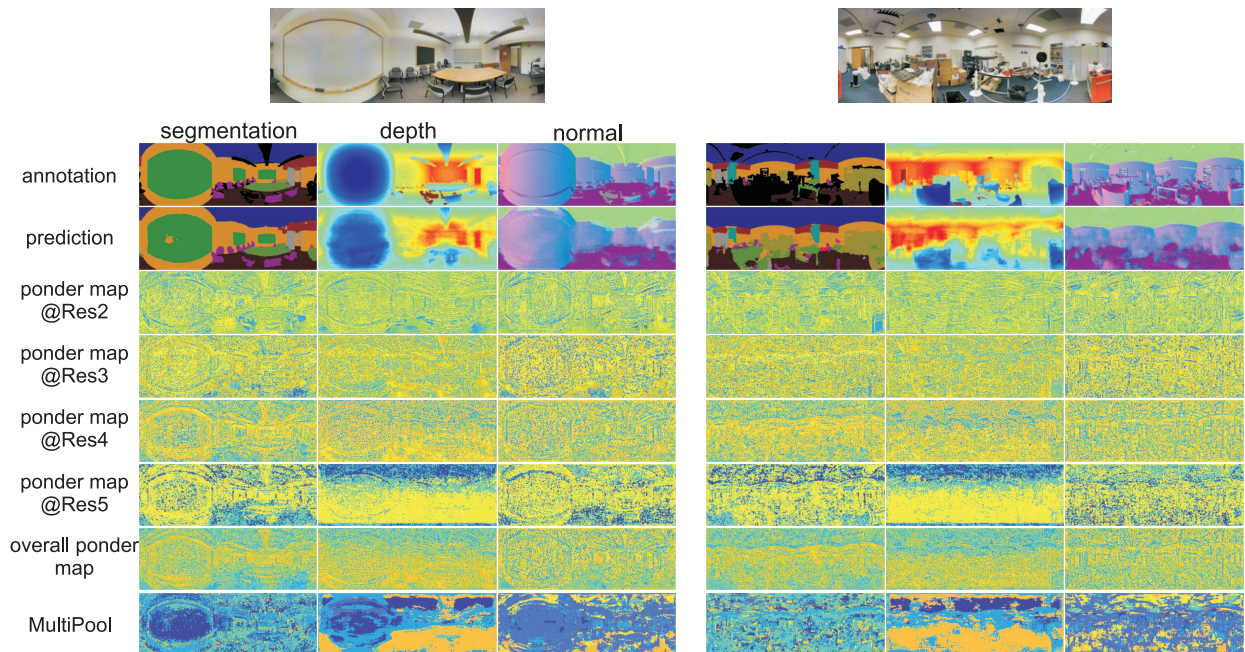 segmentation depth normal
annotation
prediction
ponder map
@Res2
ponder map
@Res3
ponder map
@Res4
ponder map
@Res5
overall ponder
map
MultiPool